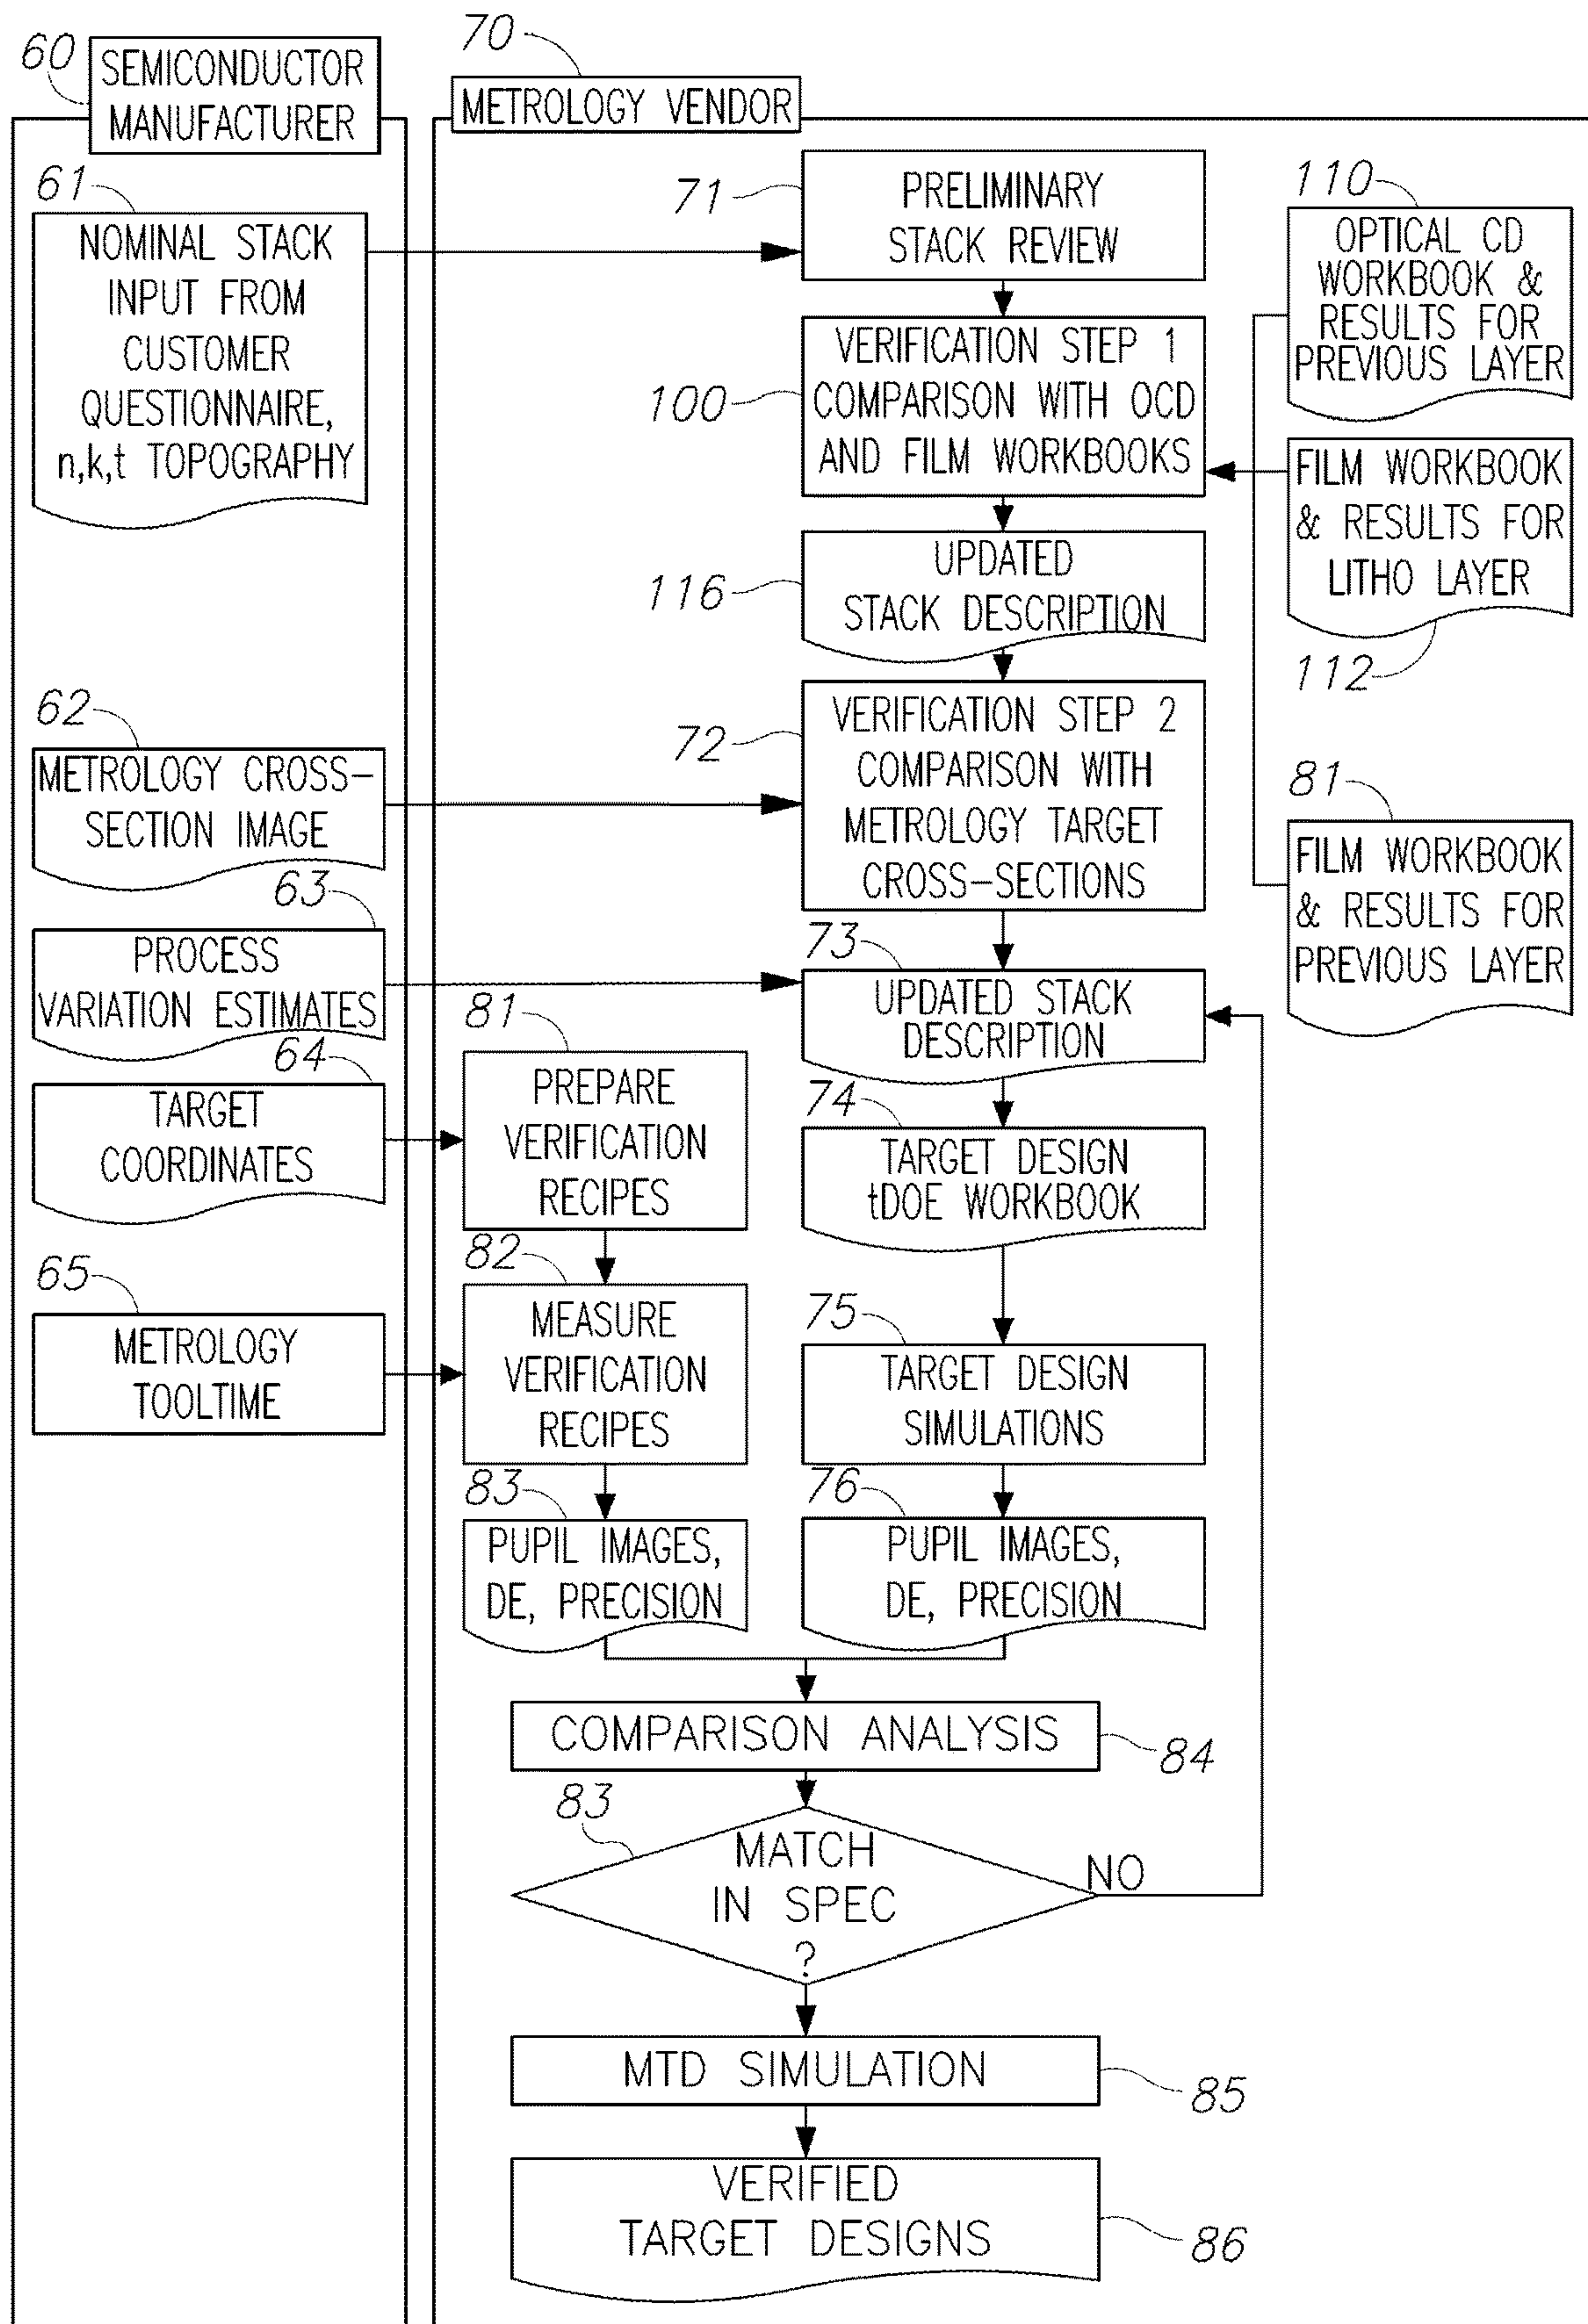 60
SEMICONDUCTOR
MANUFACTURER
70
METROLOGY VENDOR
61
NOMINAL STACK
INPUT FROM
CUSTOMER
QUESTIONNAIRE,
n,k,t TOPOGRAPHY
71
PRELIMINARY
STACK REVIEW
110
OPTICAL CD
WORKBOOK &
RESULTS FOR
PREVIOUS LAYER
100
VERIFICATION STEP 1
COMPARISON WITH OCD
AND FILM WORKBOOKS
FILM WORKBOOK
& RESULTS FOR
LITHO LAYER
112
116
UPDATED
STACK DESCRIPTION
62
METROLOGY CROSS-
SECTION IMAGE
72
VERIFICATION STEP 2
COMPARISON WITH
METROLOGY TARGET
CROSS-SECTIONS
81
FILM WORKBOOK
& RESULTS FOR
PREVIOUS LAYER
63
PROCESS
VARIATION ESTIMATES
73
UPDATED STACK
DESCRIPTION
64
TARGET
COORDINATES
81
PREPARE
VERIFICATION
RECIPES
74
TARGET DESIGN
tDOE WORKBOOK
65
METROLOGY
TOOLTIME
82
MEASURE
VERIFICATION
RECIPES
75
TARGET DESIGN
SIMULATIONS
83
PUPIL IMAGES,
DE, PRECISION
76
PUPIL IMAGES,
DE, PRECISION
COMPARISON ANALYSIS
84
83
MATCH
IN SPEC
?
NO
MTD SIMULATION
85
VERIFIED
TARGET DESIGNS
86